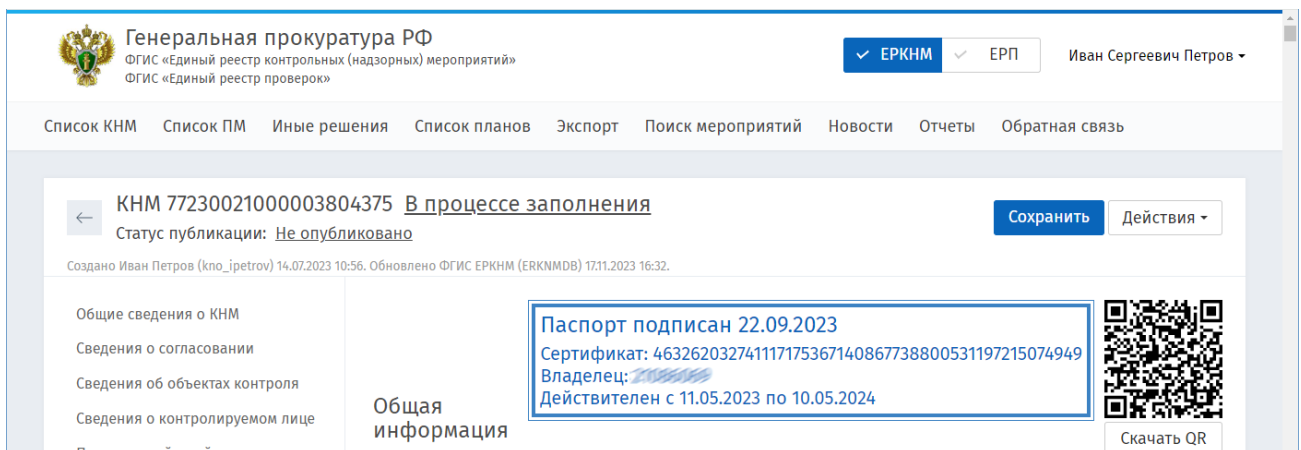 Генеральная прокуратура РФ
ФГИС «Единый реестр контрольных (надзорных) мероприятий»
ФГИС «Единый реестр проверок»
ЕРКНМ ЕРП Иван Сергеевич Петров
Список КНМ Список ПМ Иные решения Список планов Экспорт Поиск мероприятий Новости Отчеты Обратная связь
КНМ 77230021000003804375 В процессе заполнения
Статус публикации: Не опубликовано
Сохранить Действия
Создано Иван Петров (kno_ipetrov) 14.07.2023 10:56. Обновлено ФГИС ЕРКНМ (ERKNMDB) 17.11.2023 16:32.
Общие сведения о КНМ
Сведения о согласовании
Сведения об объектах контроля
Сведения о контролируемом лице
Общая
информация
Паспорт подписан 22.09.2023
Сертификат: 463262032741117175367140867738800531197215074949
Владелец:
Действителен с 11.05.2023 по 10.05.2024
Скачать QR